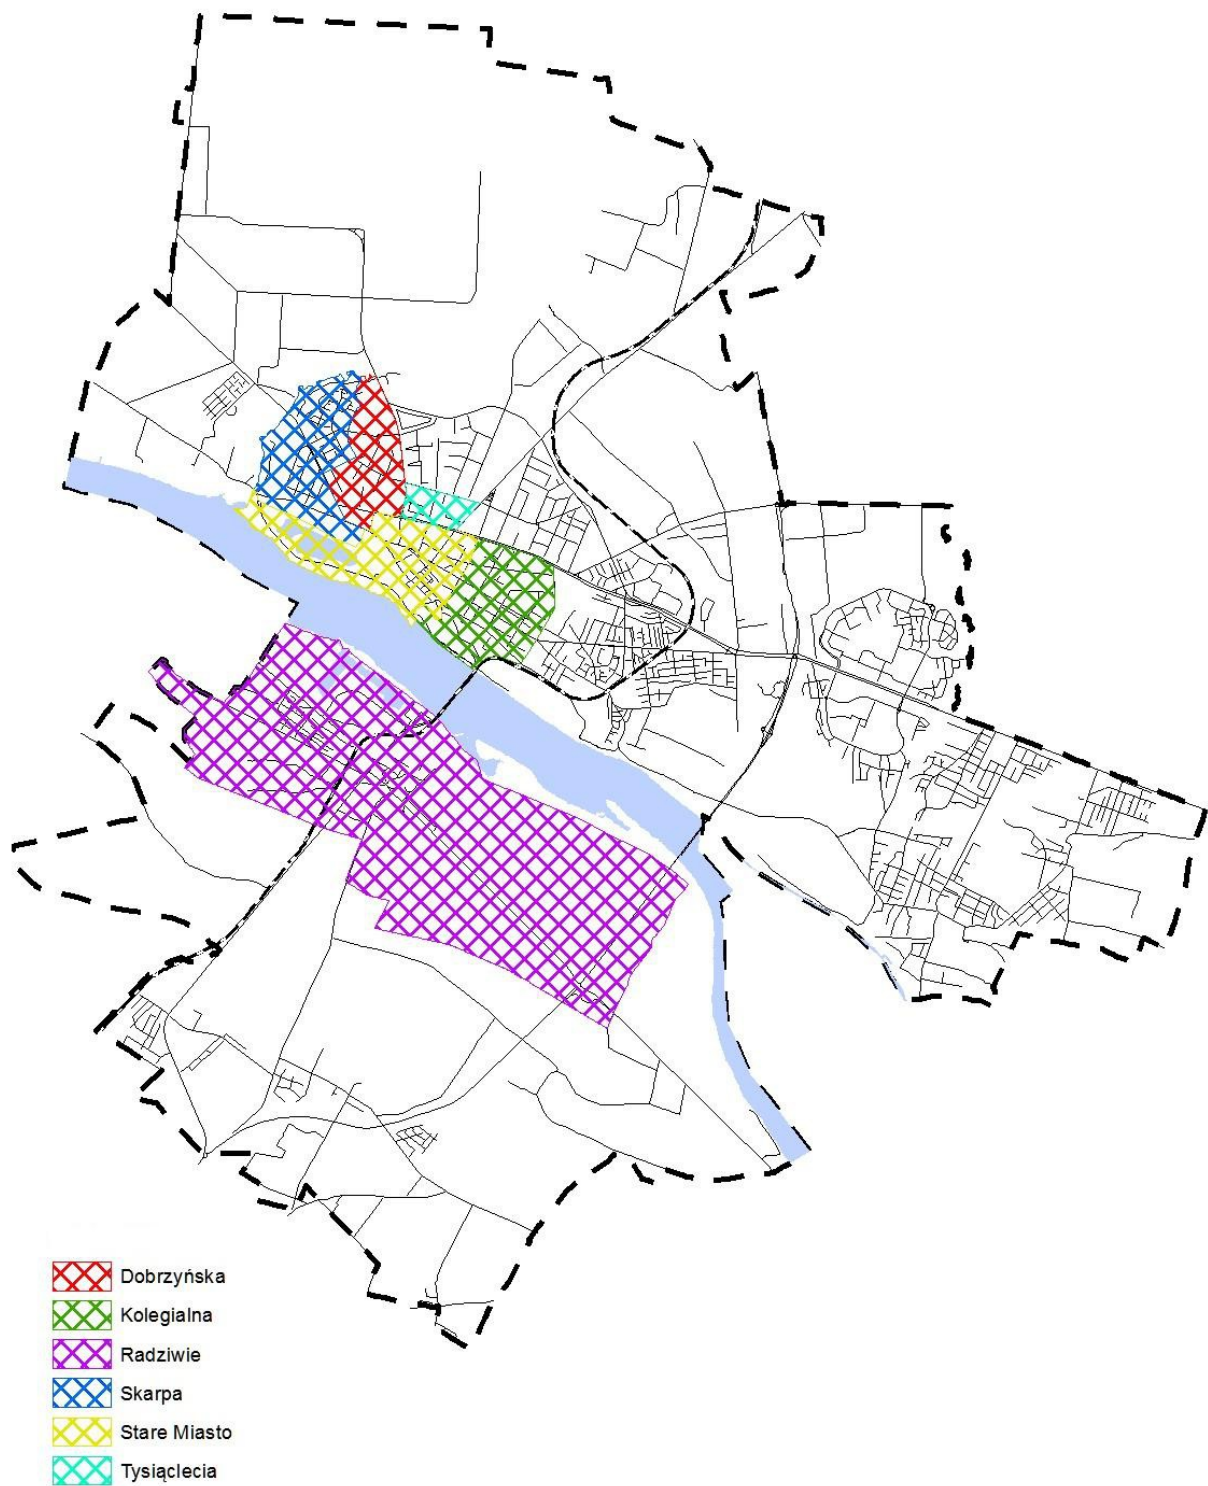 Dobrzyńska
Kolegialna
Radziwie
Skarpa
Stare Miasto
Tysiąclecia